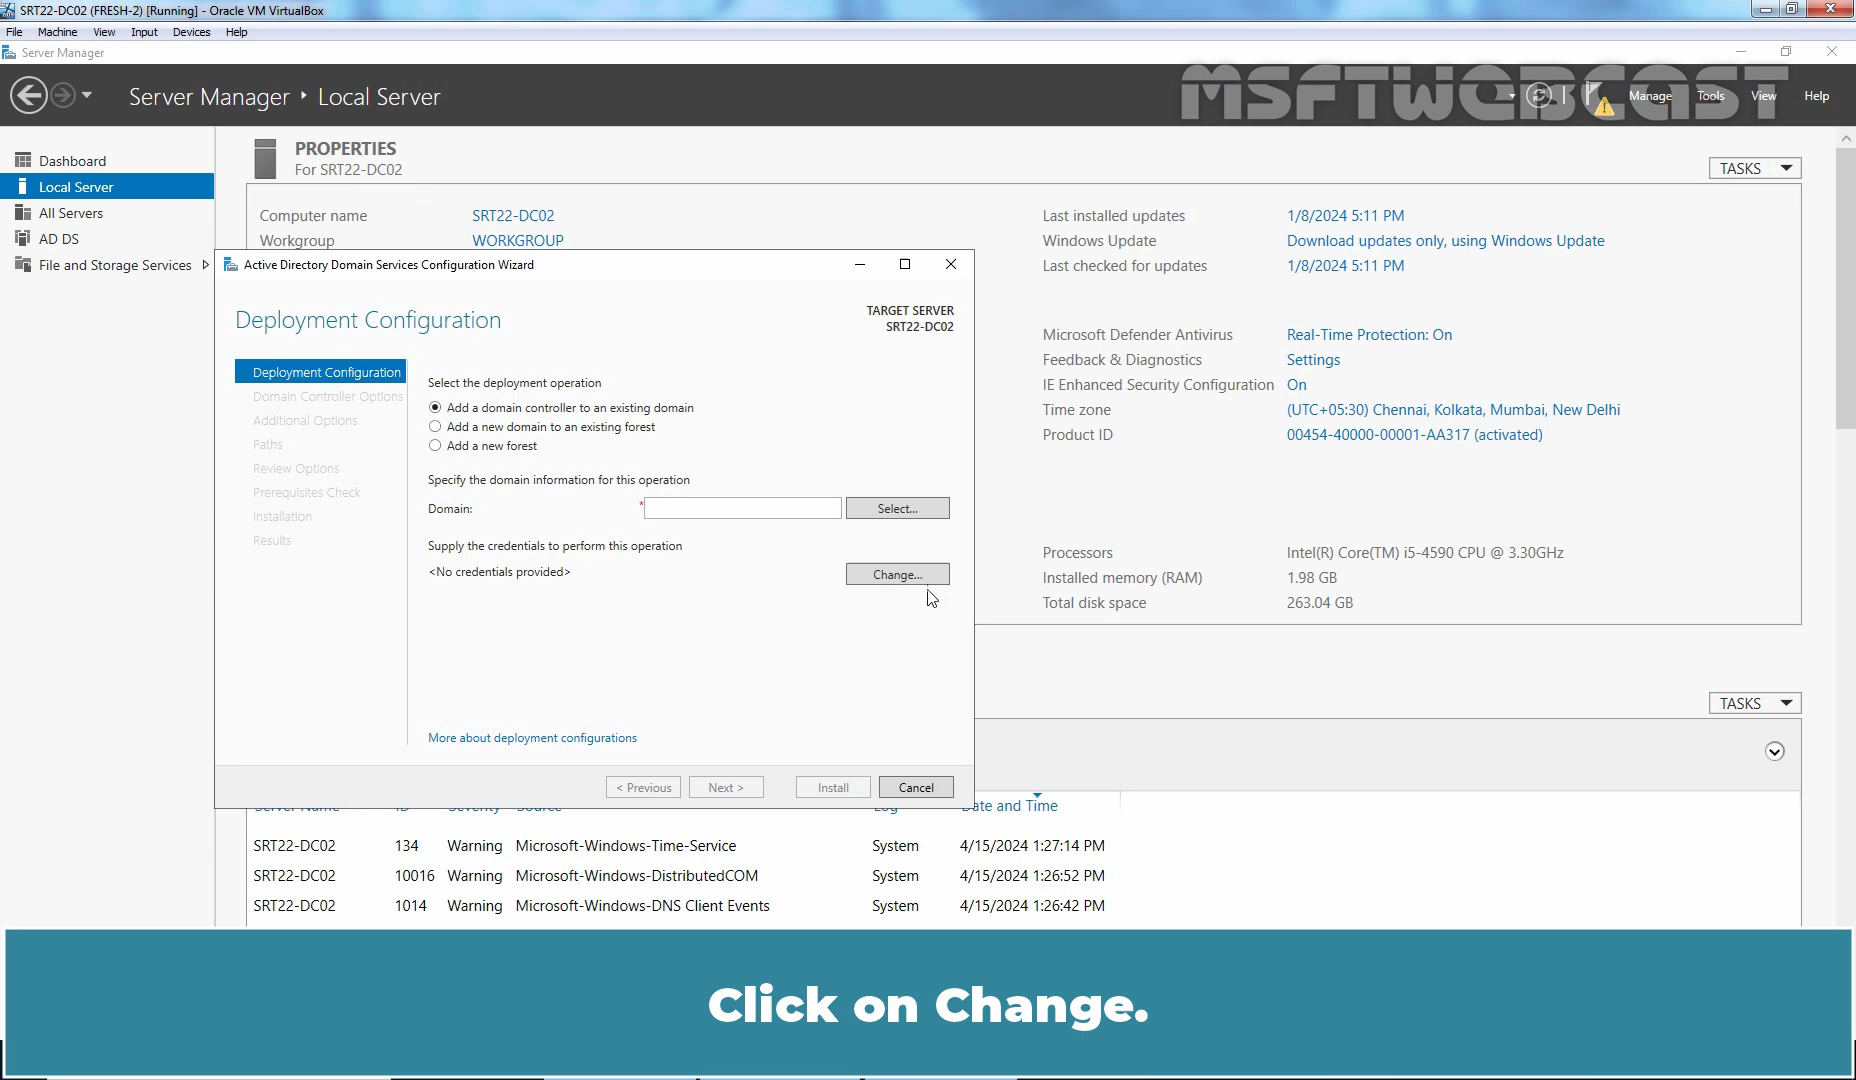 SRT22-DC02 (FRESH-2) [Running] - Oracle VM VirtualBox
File Machine View Input Devices Help
Server Manager
Server Manager ‣ Local Server
MSFTWEBCAST
Manage Tools View Help
Dashboard
Local Server
All Servers
AD DS
File and Storage Services
PROPERTIES
For SRT22-DC02
TASKS
Computer name SRT22-DC02
Workgroup WORKGROUP
Last installed updates 1/8/2024 5:11 PM
Windows Update Download updates only, using Windows Update
Last checked for updates 1/8/2024 5:11 PM
Microsoft Defender Antivirus Real-Time Protection: On
Feedback & Diagnostics Settings
IE Enhanced Security Configuration On
Time zone (UTC+05:30) Chennai, Kolkata, Mumbai, New Delhi
Product ID 00454-40000-00001-AA317 (activated)
Processors Intel(R) Core(TM) i5-4590 CPU @ 3.30GHz
Installed memory (RAM) 1.98 GB
Total disk space 263.04 GB
Active Directory Domain Services Configuration Wizard
Deployment Configuration
TARGET SERVER
SRT22-DC02
Deployment Configuration
Domain Controller Options
Additional Options
Paths
Review Options
Prerequisites Check
Installation
Results
Select the deployment operation
Add a domain controller to an existing domain
Add a new domain to an existing forest
Add a new forest
Specify the domain information for this operation
Domain: * Select...
Supply the credentials to perform this operation
<No credentials provided> Change...
More about deployment configurations
< Previous Next > Install Cancel
TASKS
Server Name ID Severity Source Log Date and Time
SRT22-DC02 134 Warning Microsoft-Windows-Time-Service System 4/15/2024 1:27:14 PM
SRT22-DC02 10016 Warning Microsoft-Windows-DistributedCOM System 4/15/2024 1:26:52 PM
SRT22-DC02 1014 Warning Microsoft-Windows-DNS Client Events System 4/15/2024 1:26:42 PM
Click on Change.